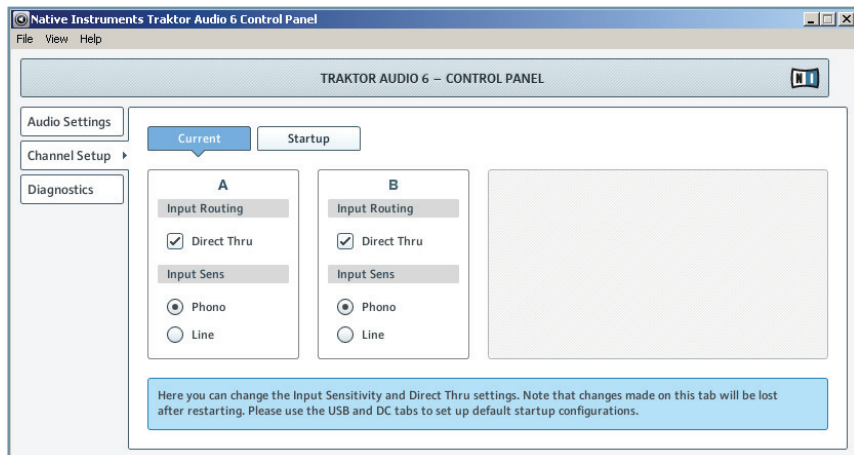 Native Instruments Traktor Audio 6 Control Panel
File View Help
TRAKTOR AUDIO 6 – CONTROL PANEL
NI
Audio Settings
Channel Setup
Diagnostics
Current
Startup
A
Input Routing
Direct Thru
Input Sens
Phono
Line
B
Input Routing
Direct Thru
Input Sens
Phono
Line
Here you can change the Input Sensitivity and Direct Thru settings. Note that changes made on this tab will be lost
after restarting. Please use the USB and DC tabs to set up default startup configurations.